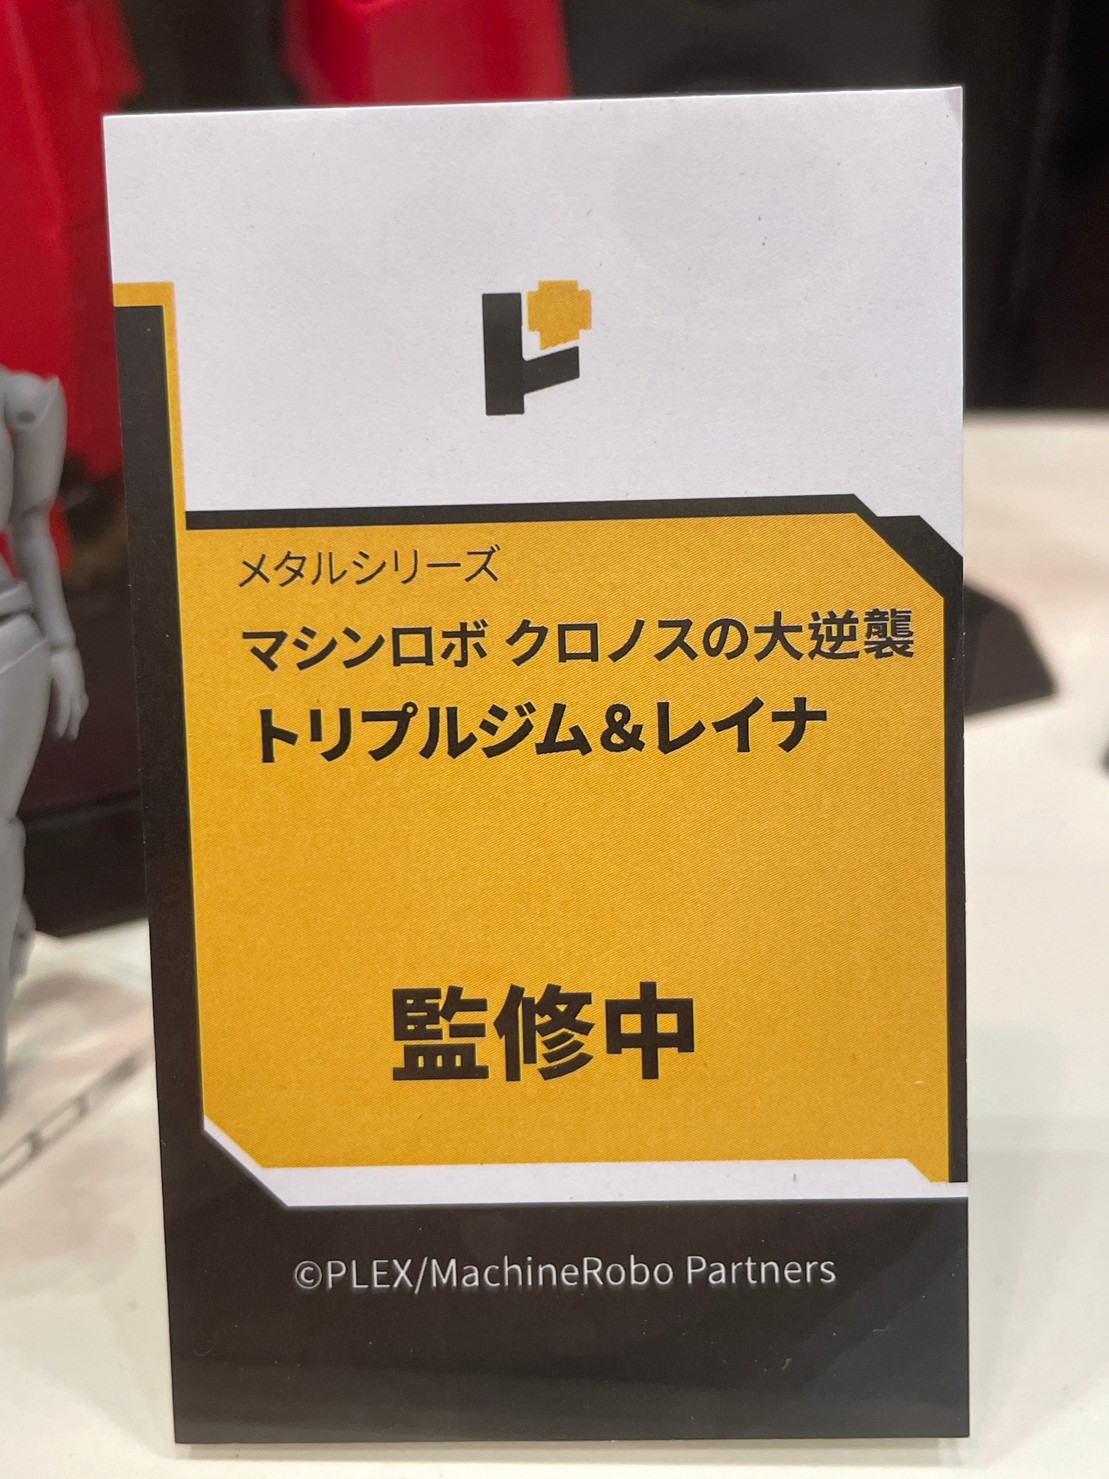 メタルシリーズ
マシンロボ クロノスの大逆襲
トリプルジム&レイナ
監修中
©PLEX/MachineRobo Partners